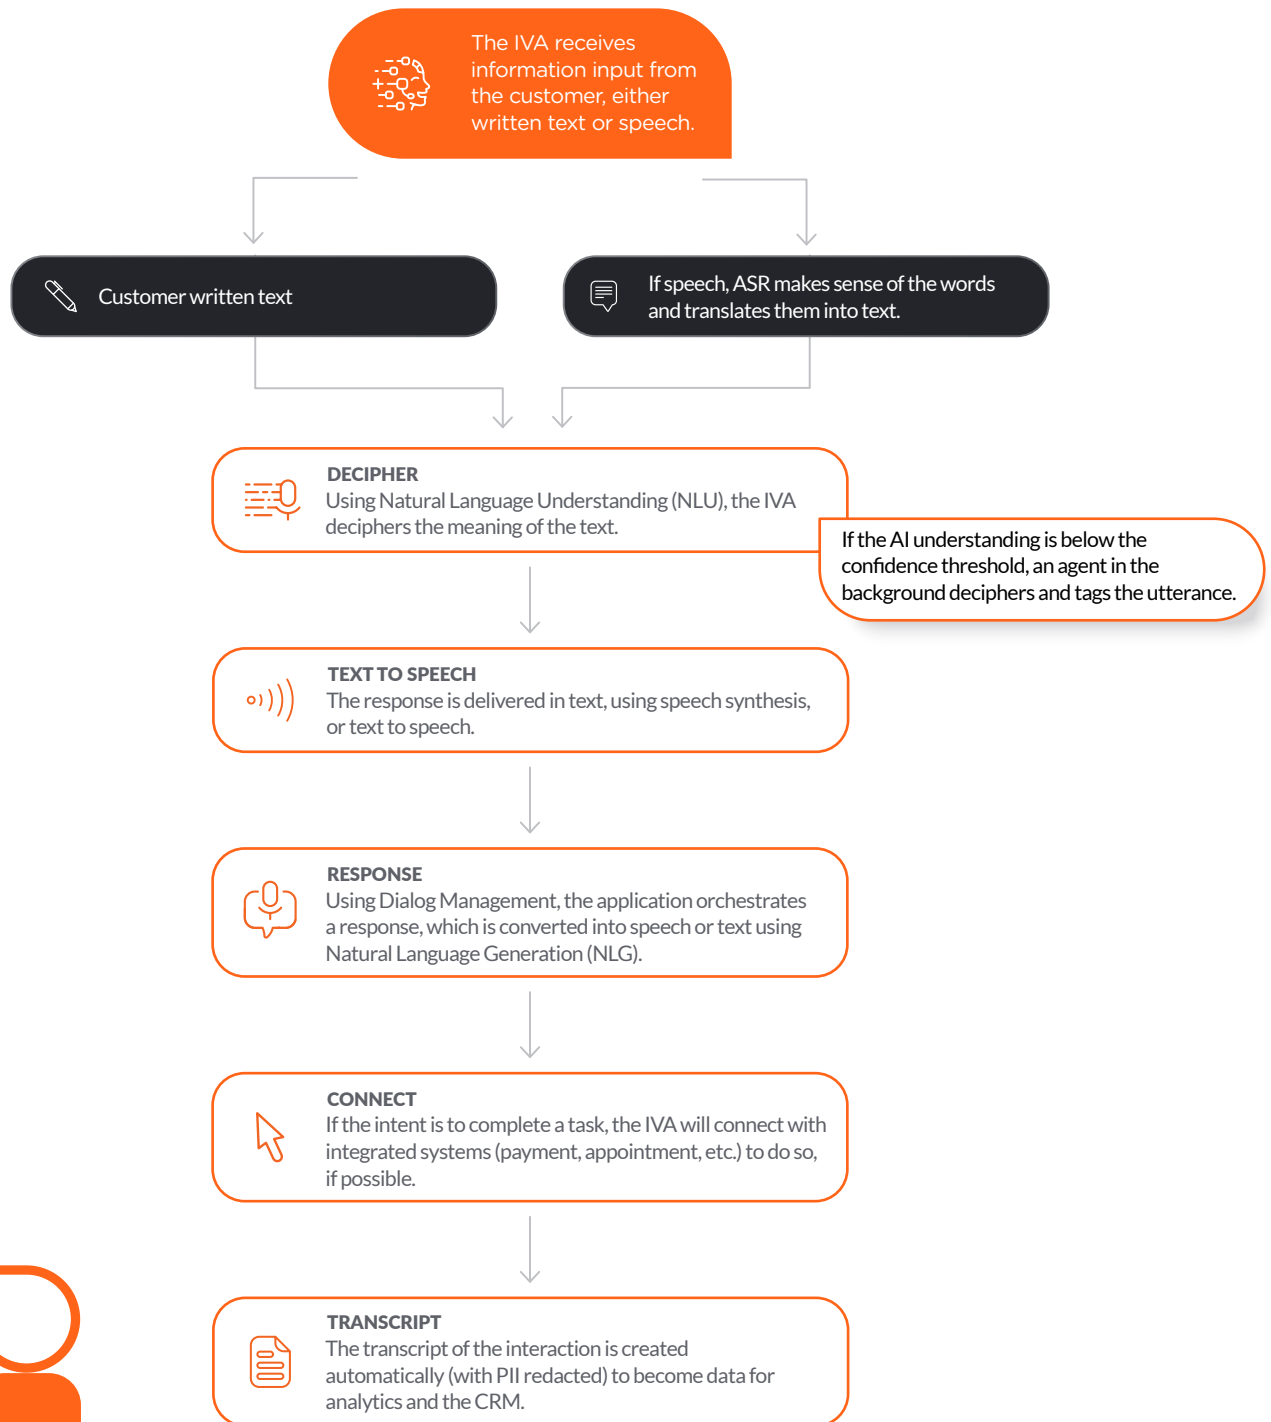 The IVA receives
information input from
the customer, either
written text or speech.
Customer written text
If speech, ASR makes sense of the words
and translates them into text.
DECIPHER
Using Natural Language Understanding (NLU), the IVA
deciphers the meaning of the text.
If the AI understanding is below the
confidence threshold, an agent in the
background deciphers and tags the utterance.
TEXT TO SPEECH
The response is delivered in text, using speech synthesis,
or text to speech.
RESPONSE
Using Dialog Management, the application orchestrates
a response, which is converted into speech or text using
Natural Language Generation (NLG).
CONNECT
If the intent is to complete a task, the IVA will connect with
integrated systems (payment, appointment, etc.) to do so,
if possible.
TRANSCRIPT
The transcript of the interaction is created
automatically (with PII redacted) to become data for
analytics and the CRM.